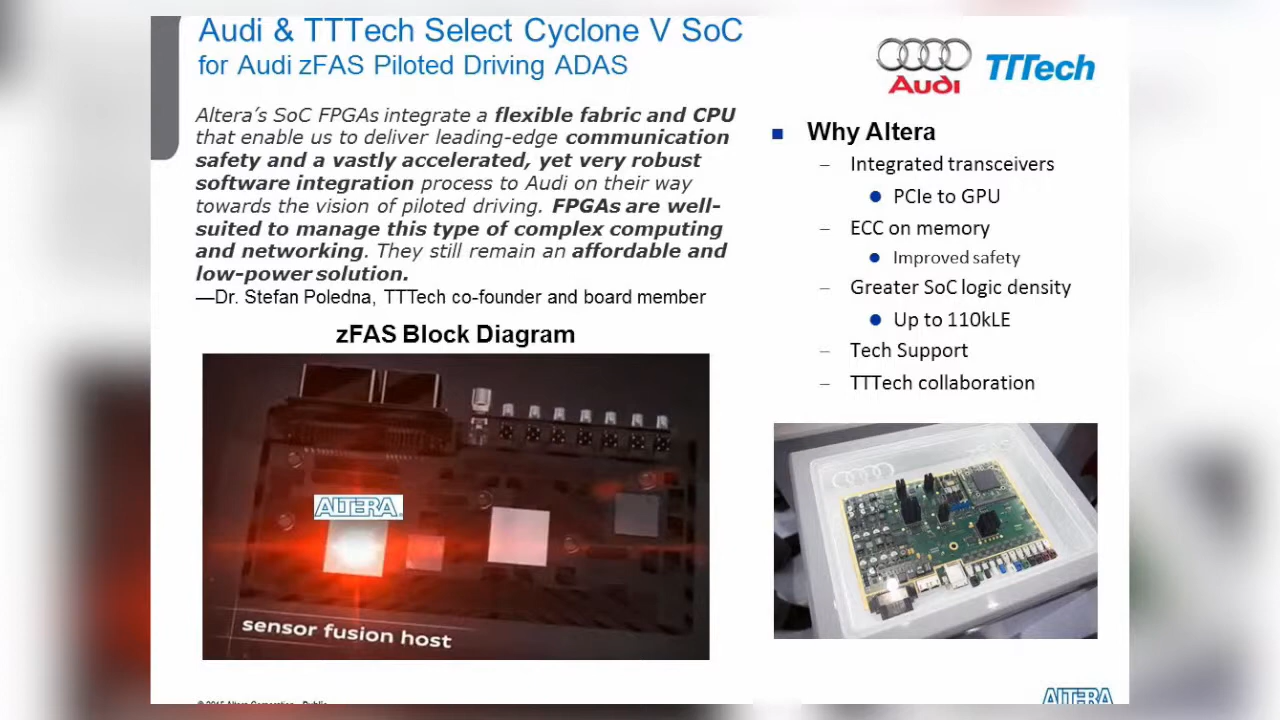 Audi & TTTech Select Cyclone V SoC
for Audi zFAS Piloted Driving ADAS
Audi
TTTech
Altera's SoC FPGAs integrate a flexible fabric and CPU
that enable us to deliver leading-edge communication
safety and a vastly accelerated, yet very robust
software integration process to Audi on their way
towards the vision of piloted driving. FPGAs are well-
suited to manage this type of complex computing
and networking. They still remain an affordable and
low-power solution.
—Dr. Stefan Poledna, TTTech co-founder and board member
zFAS Block Diagram
ALTERA
sensor fusion host
■ Why Altera
– Integrated transceivers
● PCIe to GPU
– ECC on memory
● Improved safety
– Greater SoC logic density
● Up to 110kLE
– Tech Support
– TTTech collaboration
Altera Corporation
ALTERA